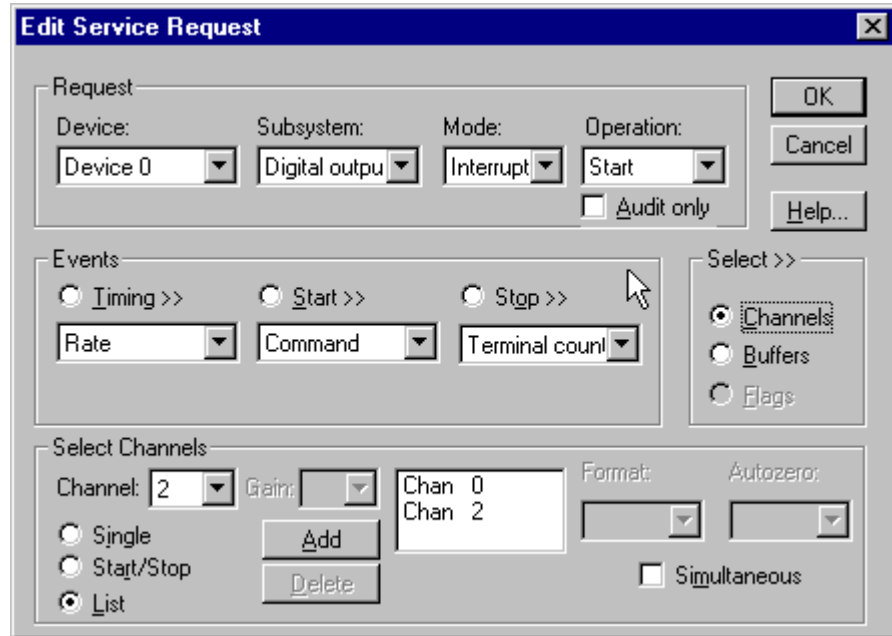 Edit Service Request
Request
Device: Subsystem: Mode: Operation:
Device 0 Digital outpu Interrupt Start
Audit only
OK
Cancel
Help...
Events
Timing >> Start >> Stop >>
Rate Command Terminal count
Select >>
Channels
Buffers
Flags
Select Channels
Channel: 2 Gain:
Single
Start/Stop
List
Add
Delete
Chan 0
Chan 2
Format: Autozero:
Simultaneous